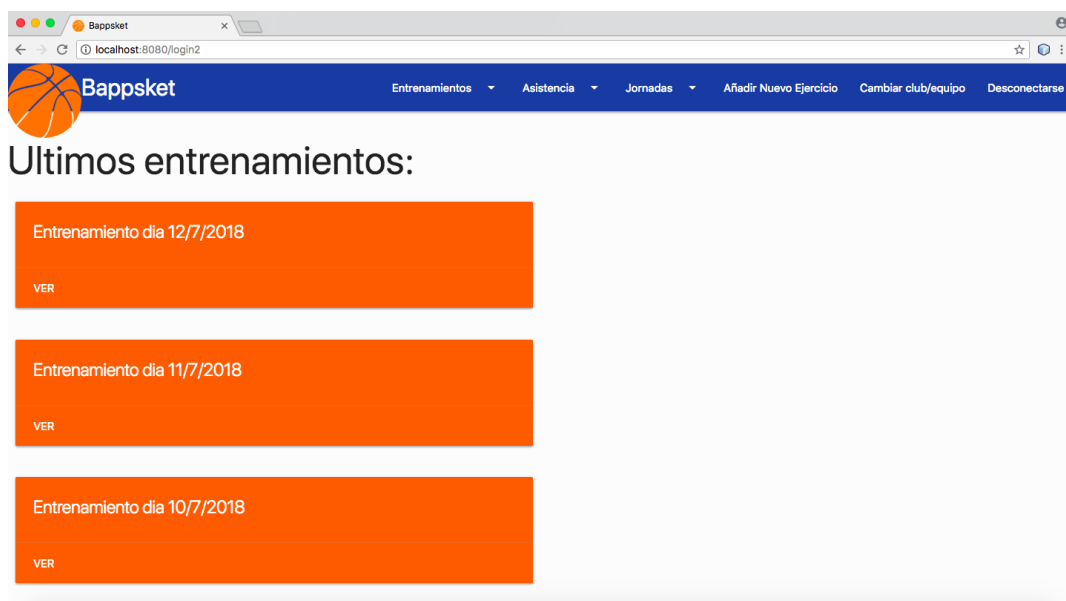 Bappsket
localhost:8080/login2
Bappsket Entrenamientos Asistencia Jornadas Añadir Nuevo Ejercicio Cambiar club/equipo Desconectarse
Ultimos entrenamientos:
Entrenamiento dia 12/7/2018
VER
Entrenamiento dia 11/7/2018
VER
Entrenamiento dia 10/7/2018
VER